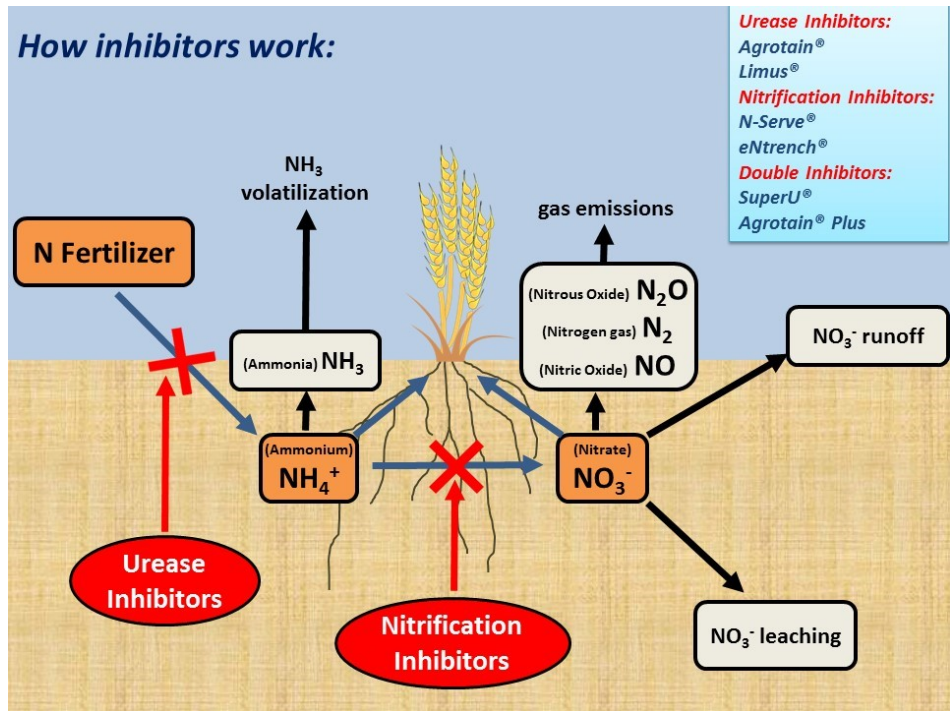 How inhibitors work:
Urease Inhibitors:
Agrotain®
Limus®
Nitrification Inhibitors:
N-Serve®
eNtrench®
Double Inhibitors:
SuperU®
Agrotain® Plus
NH₃
volatilization
gas emissions
N Fertilizer
(Nitrous Oxide) N₂O
(Nitrogen gas) N₂
(Nitric Oxide) NO
NO₃⁻ runoff
(Ammonia) NH₃
(Ammonium)
NH₄⁺
(Nitrate)
NO₃⁻
Urease
Inhibitors
Nitrification
Inhibitors
NO₃⁻ leaching